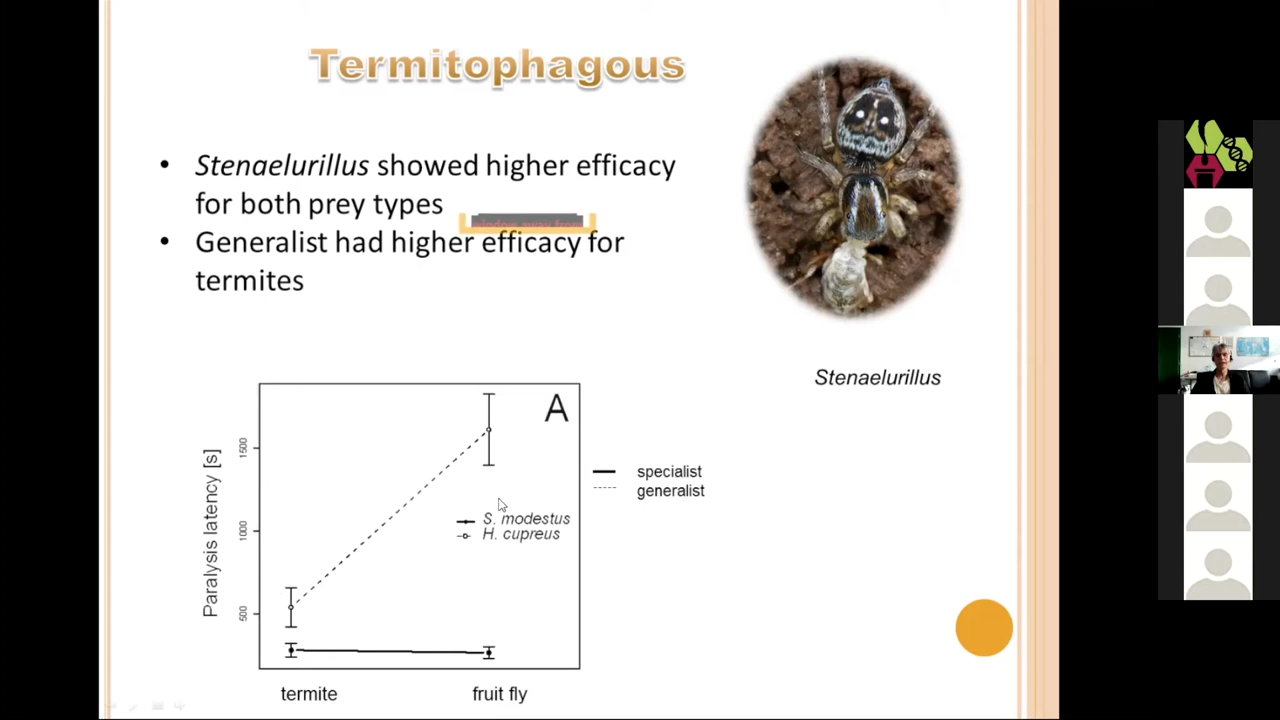 Termitophagous
• Stenaelurillus showed higher efficacy
for both prey types
• Generalist had higher efficacy for
termites
Stenaelurillus
A
Paralysis latency [s]
1500
1000
500
specialist
generalist
S. modestus
H. cupreus
termite
fruit fly